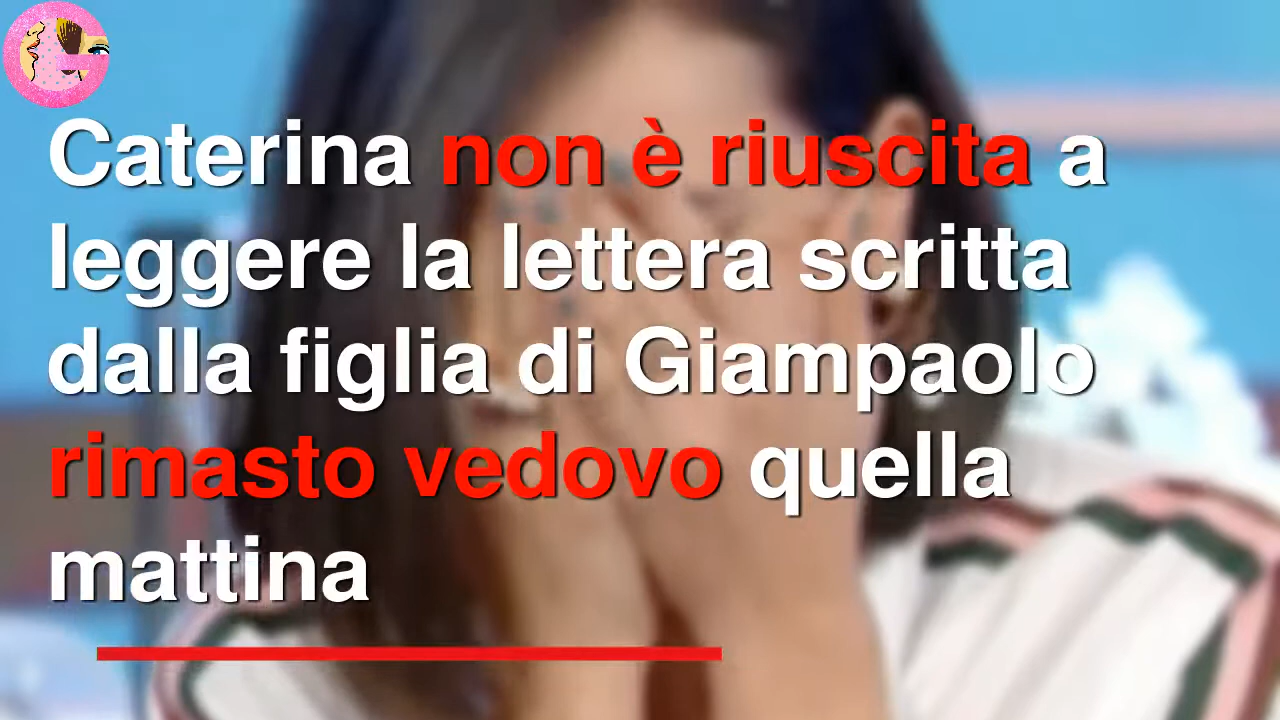 Caterina non è riuscita a
leggere la lettera scritta
dalla figlia di Giampaolo
rimasto vedovo quella
mattina